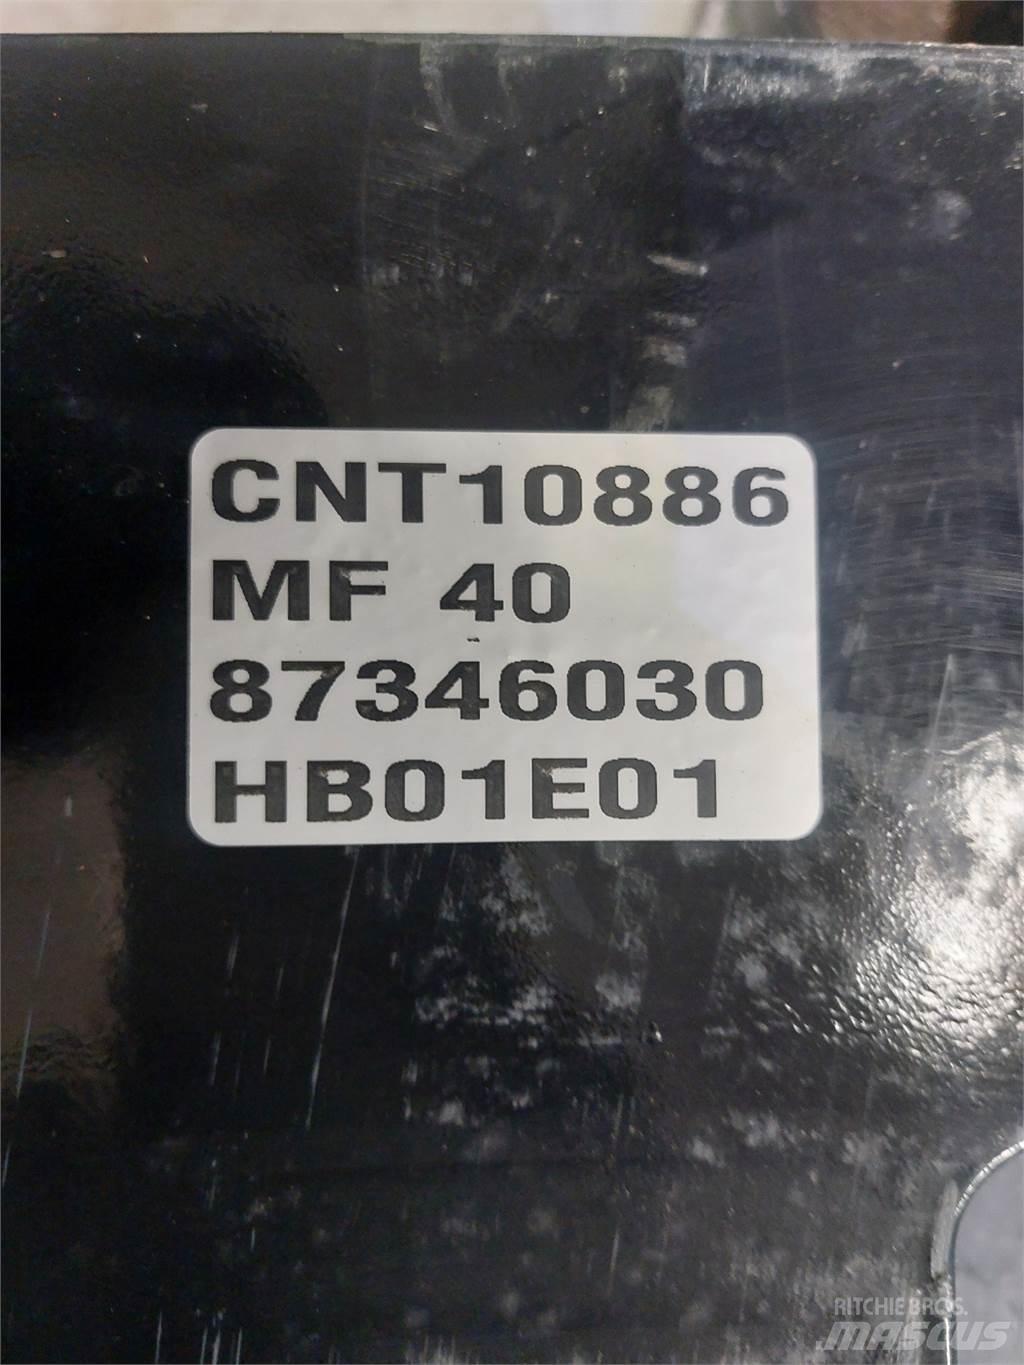 CNT10886
MF 40
87346030
HB01E01
RITCHIE BROS.
MASCUS